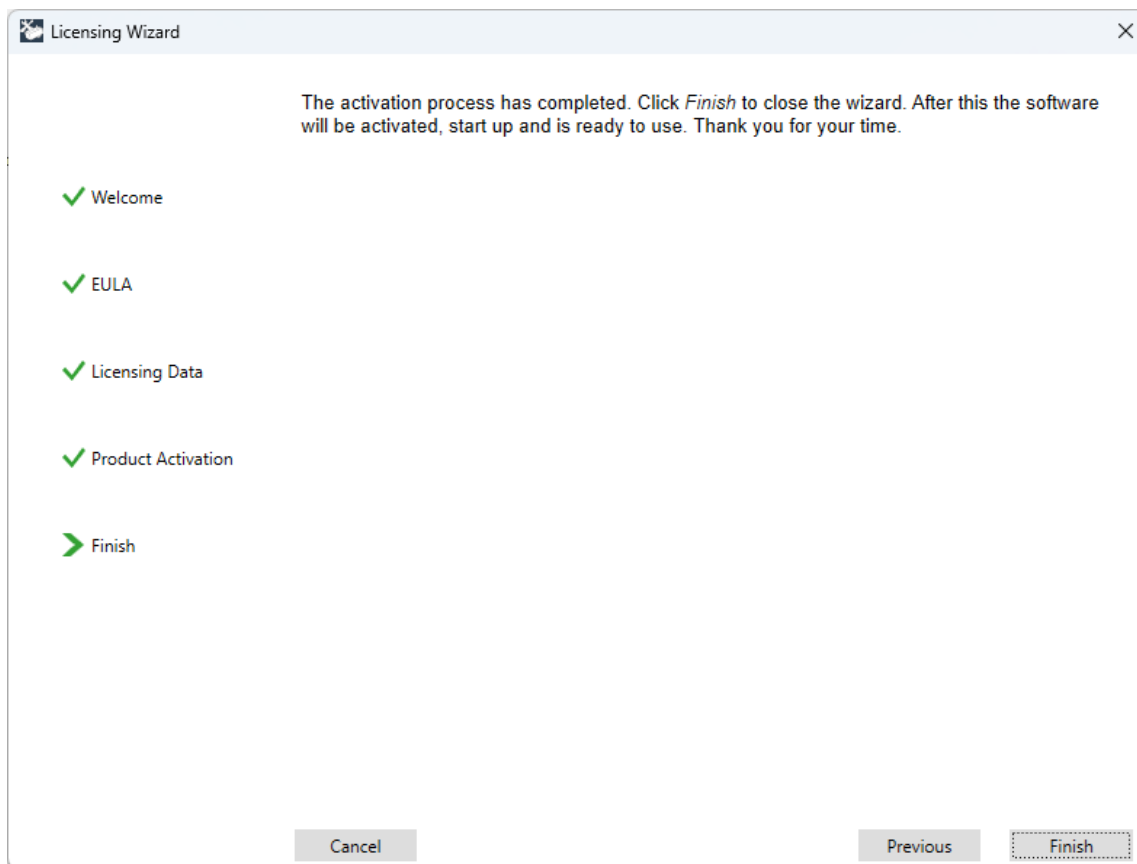 Licensing Wizard
The activation process has completed. Click Finish to close the wizard. After this the software
will be activated, start up and is ready to use. Thank you for your time.
Welcome
EULA
Licensing Data
Product Activation
Finish
Cancel
Previous
Finish